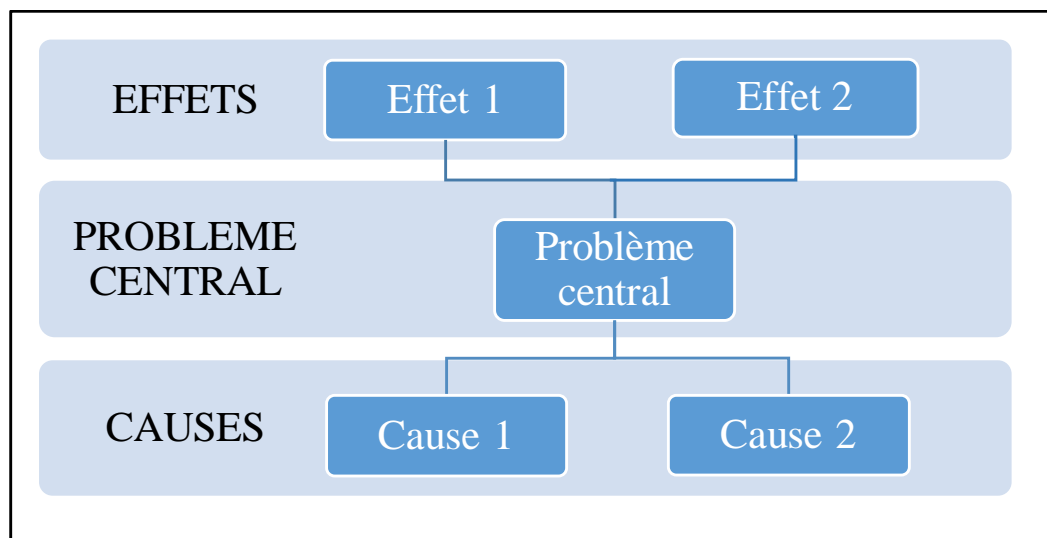 EFFETS
Effet 1
Effet 2
PROBLEME
CENTRAL
Problème
central
CAUSES
Cause 1
Cause 2